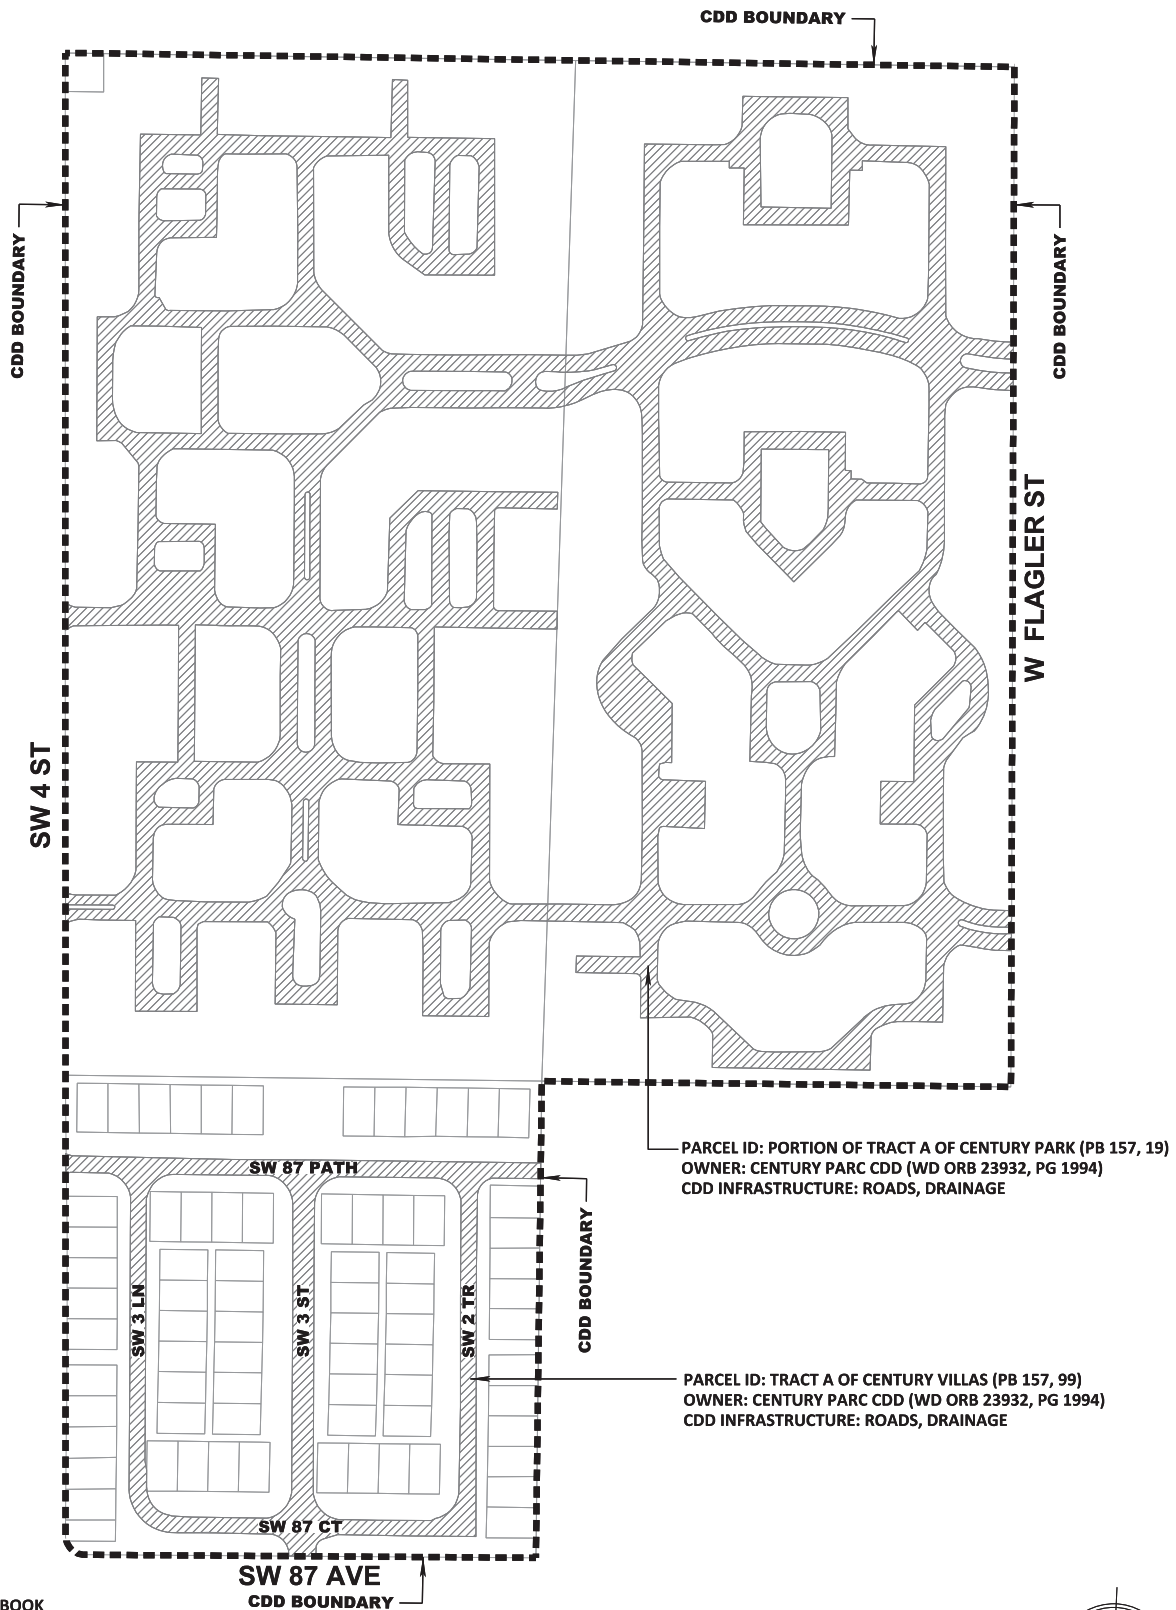 CDD BOUNDARY
CDD BOUNDARY
CDD BOUNDARY
W FLAGLER ST
SW 4 ST
PARCEL ID: PORTION OF TRACT A OF CENTURY PARK (PB 157, 19)
OWNER: CENTURY PARC CDD (WD ORB 23932, PG 1994)
CDD INFRASTRUCTURE: ROADS, DRAINAGE
SW 87 PATH
CDD BOUNDARY
SW 3 LN
SW 3 ST
SW 2 TR
PARCEL ID: TRACT A OF CENTURY VILLAS (PB 157, 99)
OWNER: CENTURY PARC CDD (WD ORB 23932, PG 1994)
CDD INFRASTRUCTURE: ROADS, DRAINAGE
SW 87 CT
SW 87 AVE
CDD BOUNDARY
BOOK